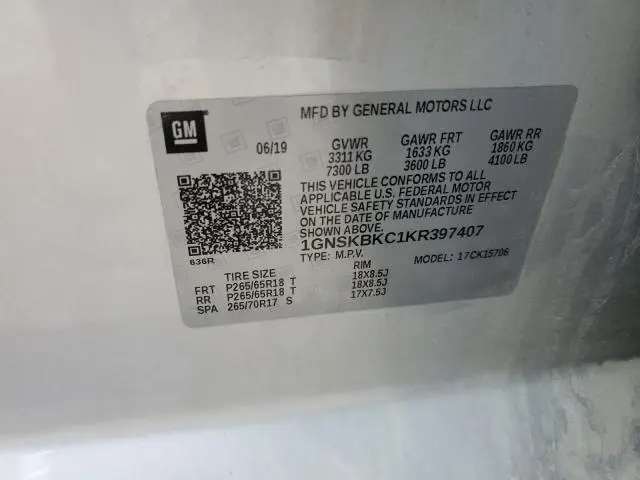 GM
MFD BY GENERAL MOTORS LLC
06/19 GVWR GAWR FRT GAWR RR
3311 KG 1633 KG 1860 KG
7300 LB 3600 LB 4100 LB
THIS VEHICLE CONFORMS TO ALL
APPLICABLE U.S. FEDERAL MOTOR
VEHICLE SAFETY STANDARDS IN EFFECT
ON THE DATE OF MANUFACTURE
SHOWN ABOVE.
1GNSKBKC1KR397407
636R TYPE: M.P.V. MODEL: 17CK15706
TIRE SIZE RIM
FRT P265/65R18 T 18X8.5J
RR P265/65R18 T 18X8.5J
SPA 265/70R17 S 17X7.5J